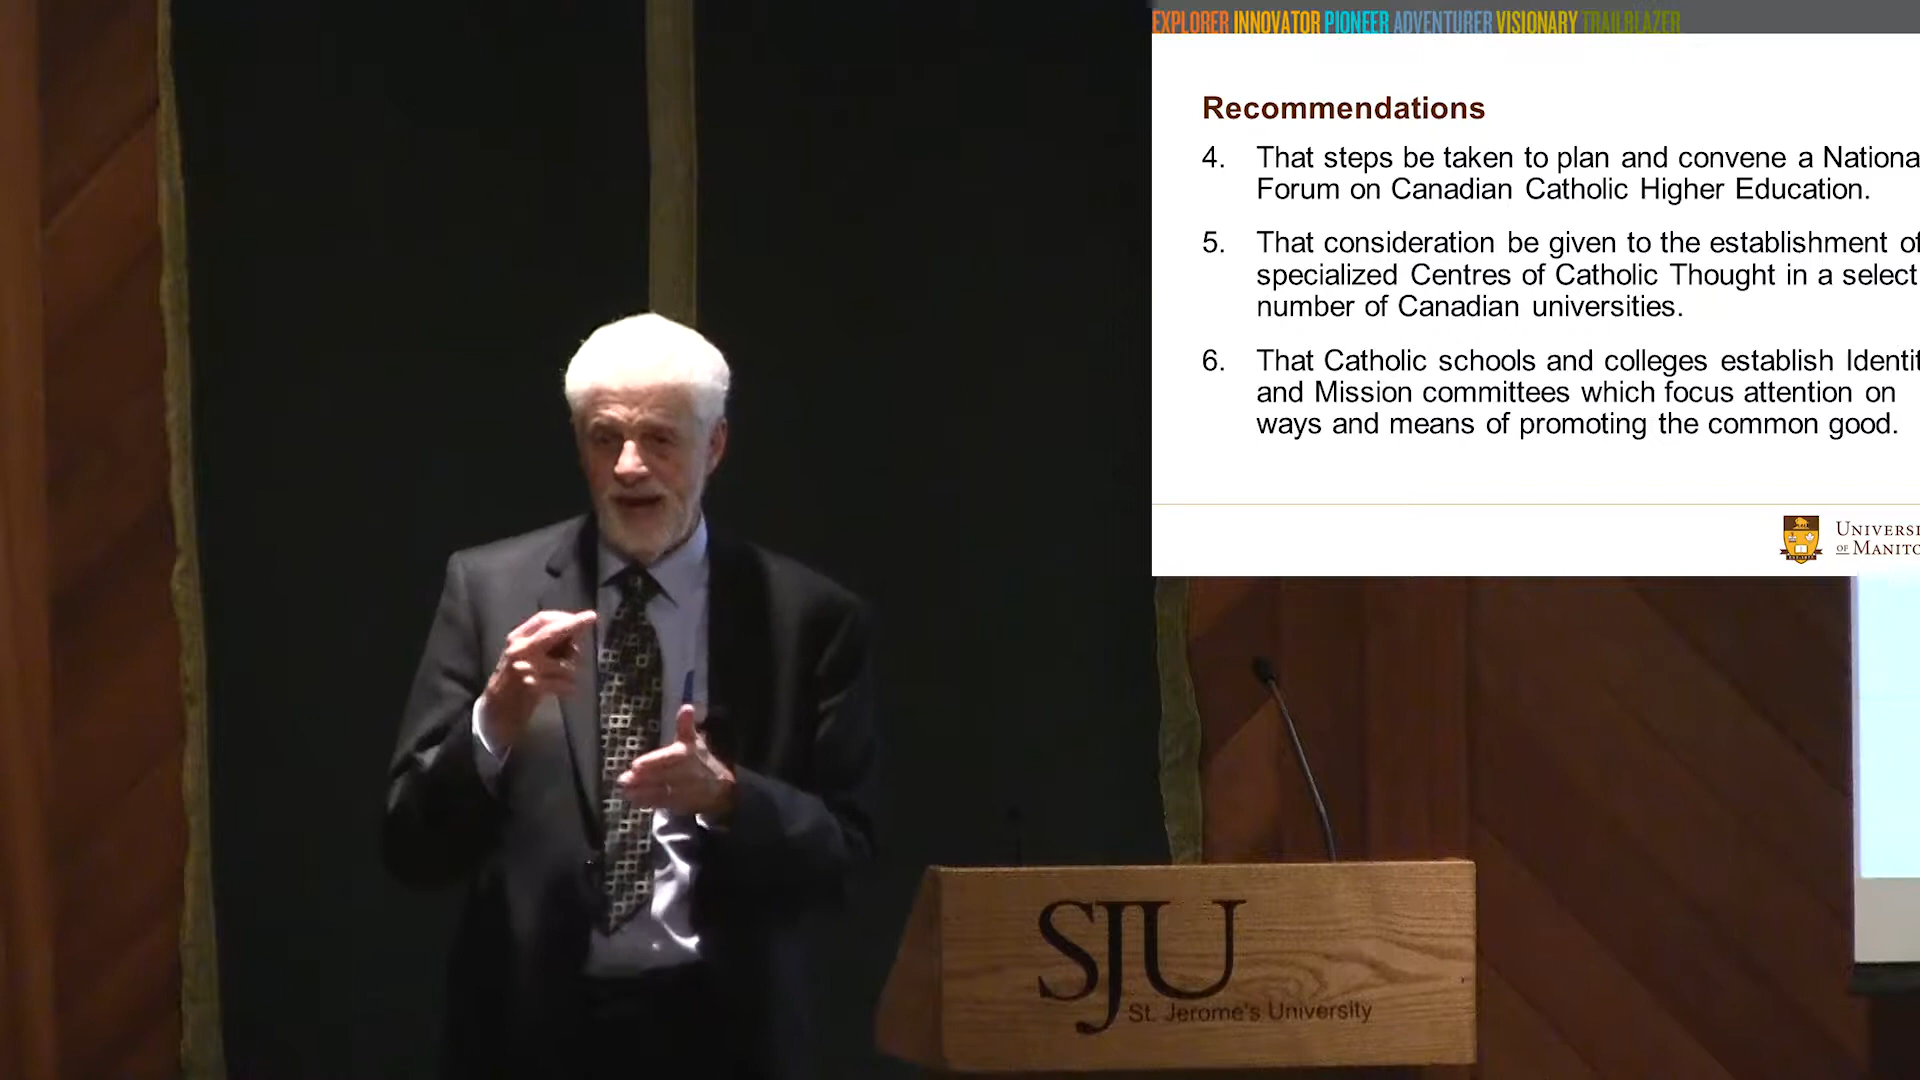 EXPLORER INNOVATOR PIONEER ADVENTURER VISIONARY TRAILBLAZER
Recommendations
4. That steps be taken to plan and convene a Nationa
Forum on Canadian Catholic Higher Education.
5. That consideration be given to the establishment of
specialized Centres of Catholic Thought in a select
number of Canadian universities.
6. That Catholic schools and colleges establish Identit
and Mission committees which focus attention on
ways and means of promoting the common good.
UNIVERSI
OF MANITO
SJU
St. Jerome's University